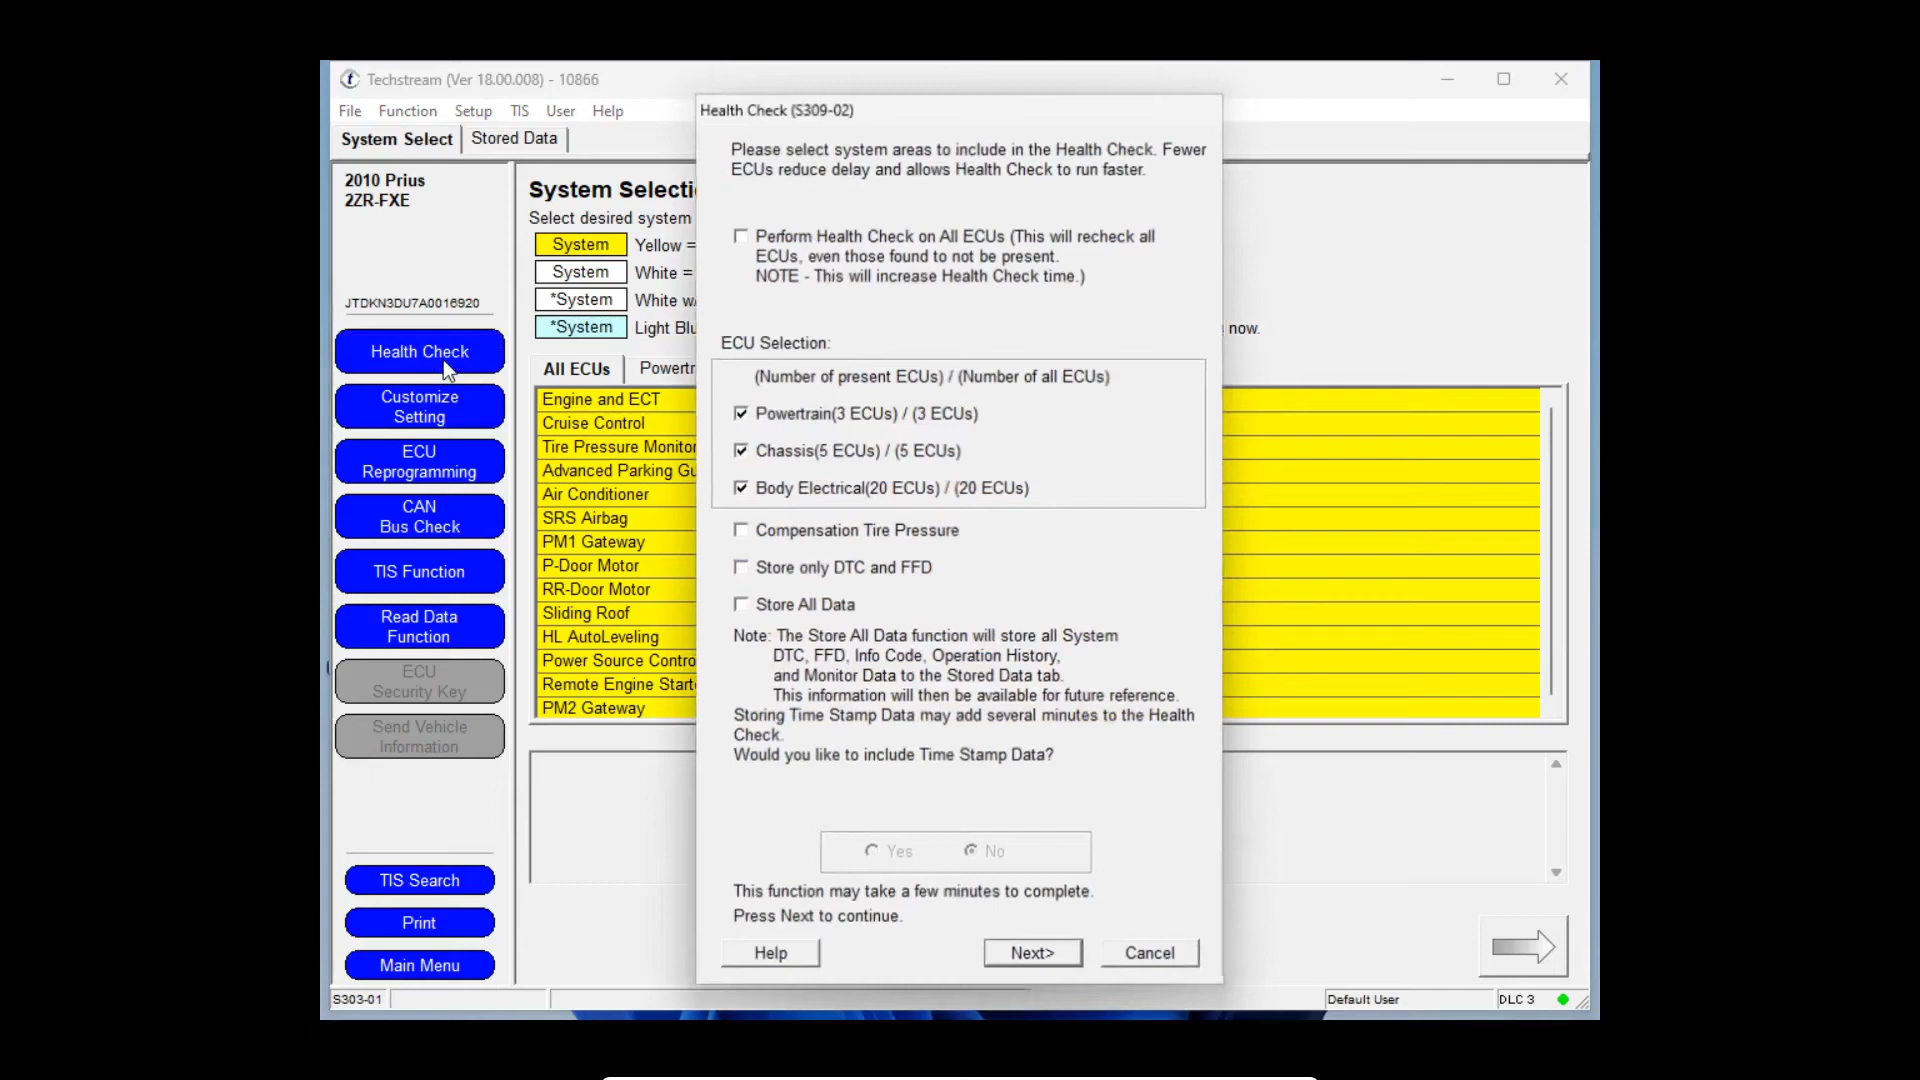 Techstream (Ver 18.00.008) - 10866
File Function Setup TIS User Help
System Select Stored Data
2010 Prius
2ZR-FXE
JTDKN3DU7A0016920
Health Check
Customize
Setting
ECU
Reprogramming
CAN
Bus Check
TIS Function
Read Data
Function
ECU
Security Key
Send Vehicle
Information
TIS Search
Print
Main Menu
System Selecti
Select desired system
System Yellow =
System White =
*System White w/
*System Light Blu
now.
All ECUs Powertr
Engine and ECT
Cruise Control
Tire Pressure Monitor
Advanced Parking Gu
Air Conditioner
SRS Airbag
PM1 Gateway
P-Door Motor
RR-Door Motor
Sliding Roof
HL AutoLeveling
Power Source Contro
Remote Engine Starte
PM2 Gateway
Health Check (S309-02)
Please select system areas to include in the Health Check. Fewer
ECUs reduce delay and allows Health Check to run faster.
Perform Health Check on All ECUs (This will recheck all
ECUs, even those found to not be present.
NOTE - This will increase Health Check time.)
ECU Selection:
(Number of present ECUs) / (Number of all ECUs)
Powertrain(3 ECUs) / (3 ECUs)
Chassis(5 ECUs) / (5 ECUs)
Body Electrical(20 ECUs) / (20 ECUs)
Compensation Tire Pressure
Store only DTC and FFD
Store All Data
Note: The Store All Data function will store all System
DTC, FFD, Info Code, Operation History,
and Monitor Data to the Stored Data tab.
This information will then be available for future reference.
Storing Time Stamp Data may add several minutes to the Health
Check.
Would you like to include Time Stamp Data?
Yes No
This function may take a few minutes to complete.
Press Next to continue.
Help Next> Cancel
S303-01
Default User DLC 3